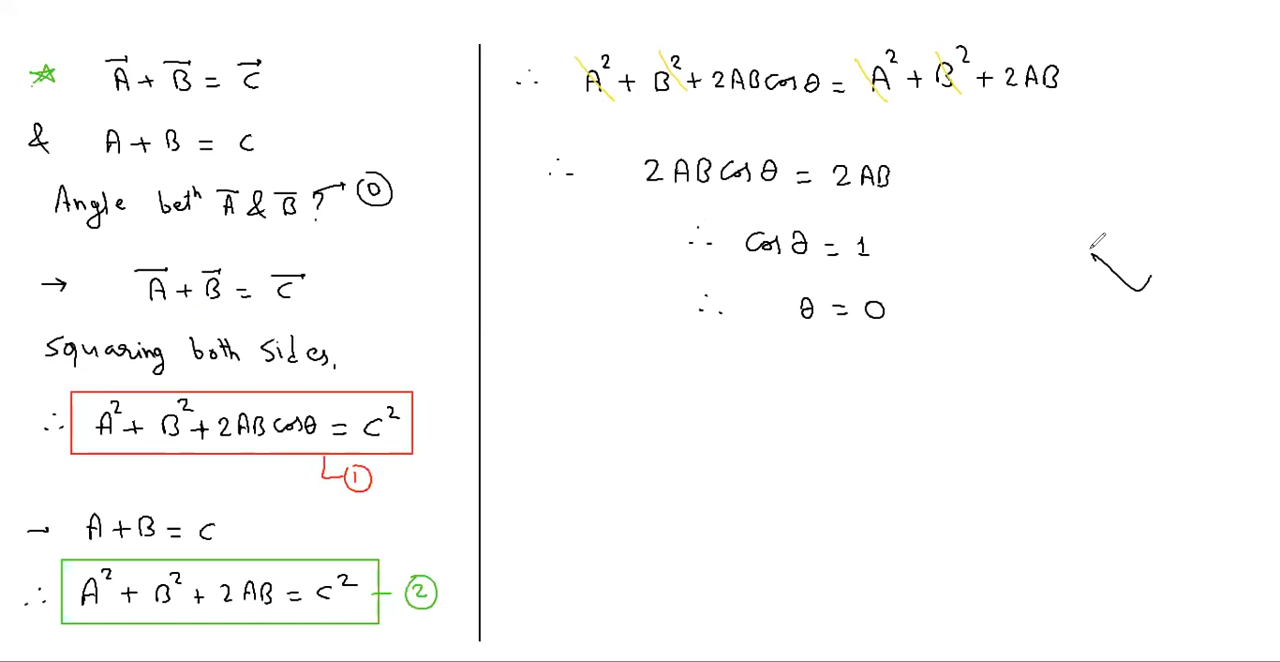 ☆ A⃗ + B⃗ = C⃗
& A + B = C
Angle betⁿ A̅ & B̅ ? → ⓪
→ A⃗ + B⃗ = C⃗
Squaring both sides,
∴ A² + B² + 2AB cosθ = C²
①
→ A + B = C
∴ A² + B² + 2AB = C² - ②
∴ A² + B² + 2AB cosθ = A² + B² + 2AB
∴ 2AB cosθ = 2AB
∴ cosθ = 1
∴ θ = 0